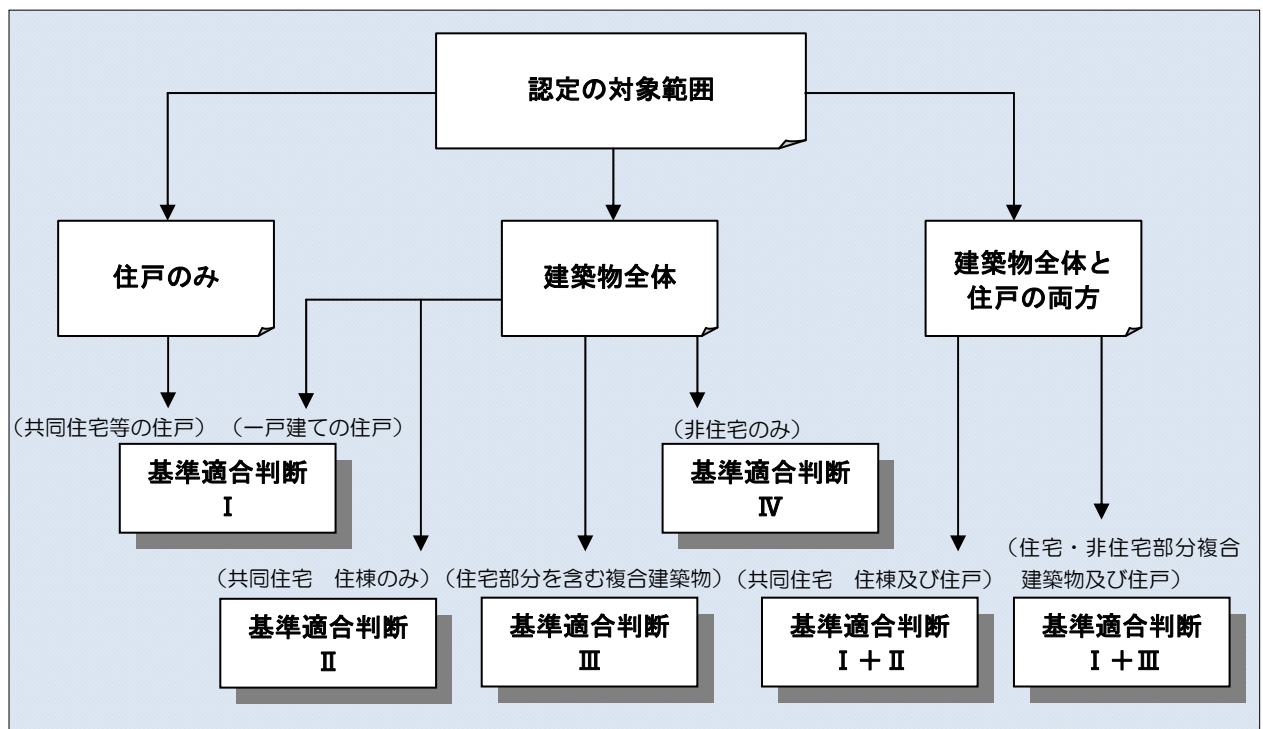 認定の対象範囲
住戸のみ
建築物全体
建築物全体と
住戸の両方
（共同住宅等の住戸）
（一戸建ての住戸）
基準適合判断
Ⅰ
（非住宅のみ）
基準適合判断
Ⅳ
（共同住宅　住棟のみ）
基準適合判断
Ⅱ
（住宅部分を含む複合建築物）
基準適合判断
Ⅲ
（共同住宅　住棟及び住戸）
基準適合判断
Ⅰ＋Ⅱ
（住宅・非住宅部分複合
建築物及び住戸）
基準適合判断
Ⅰ＋Ⅲ